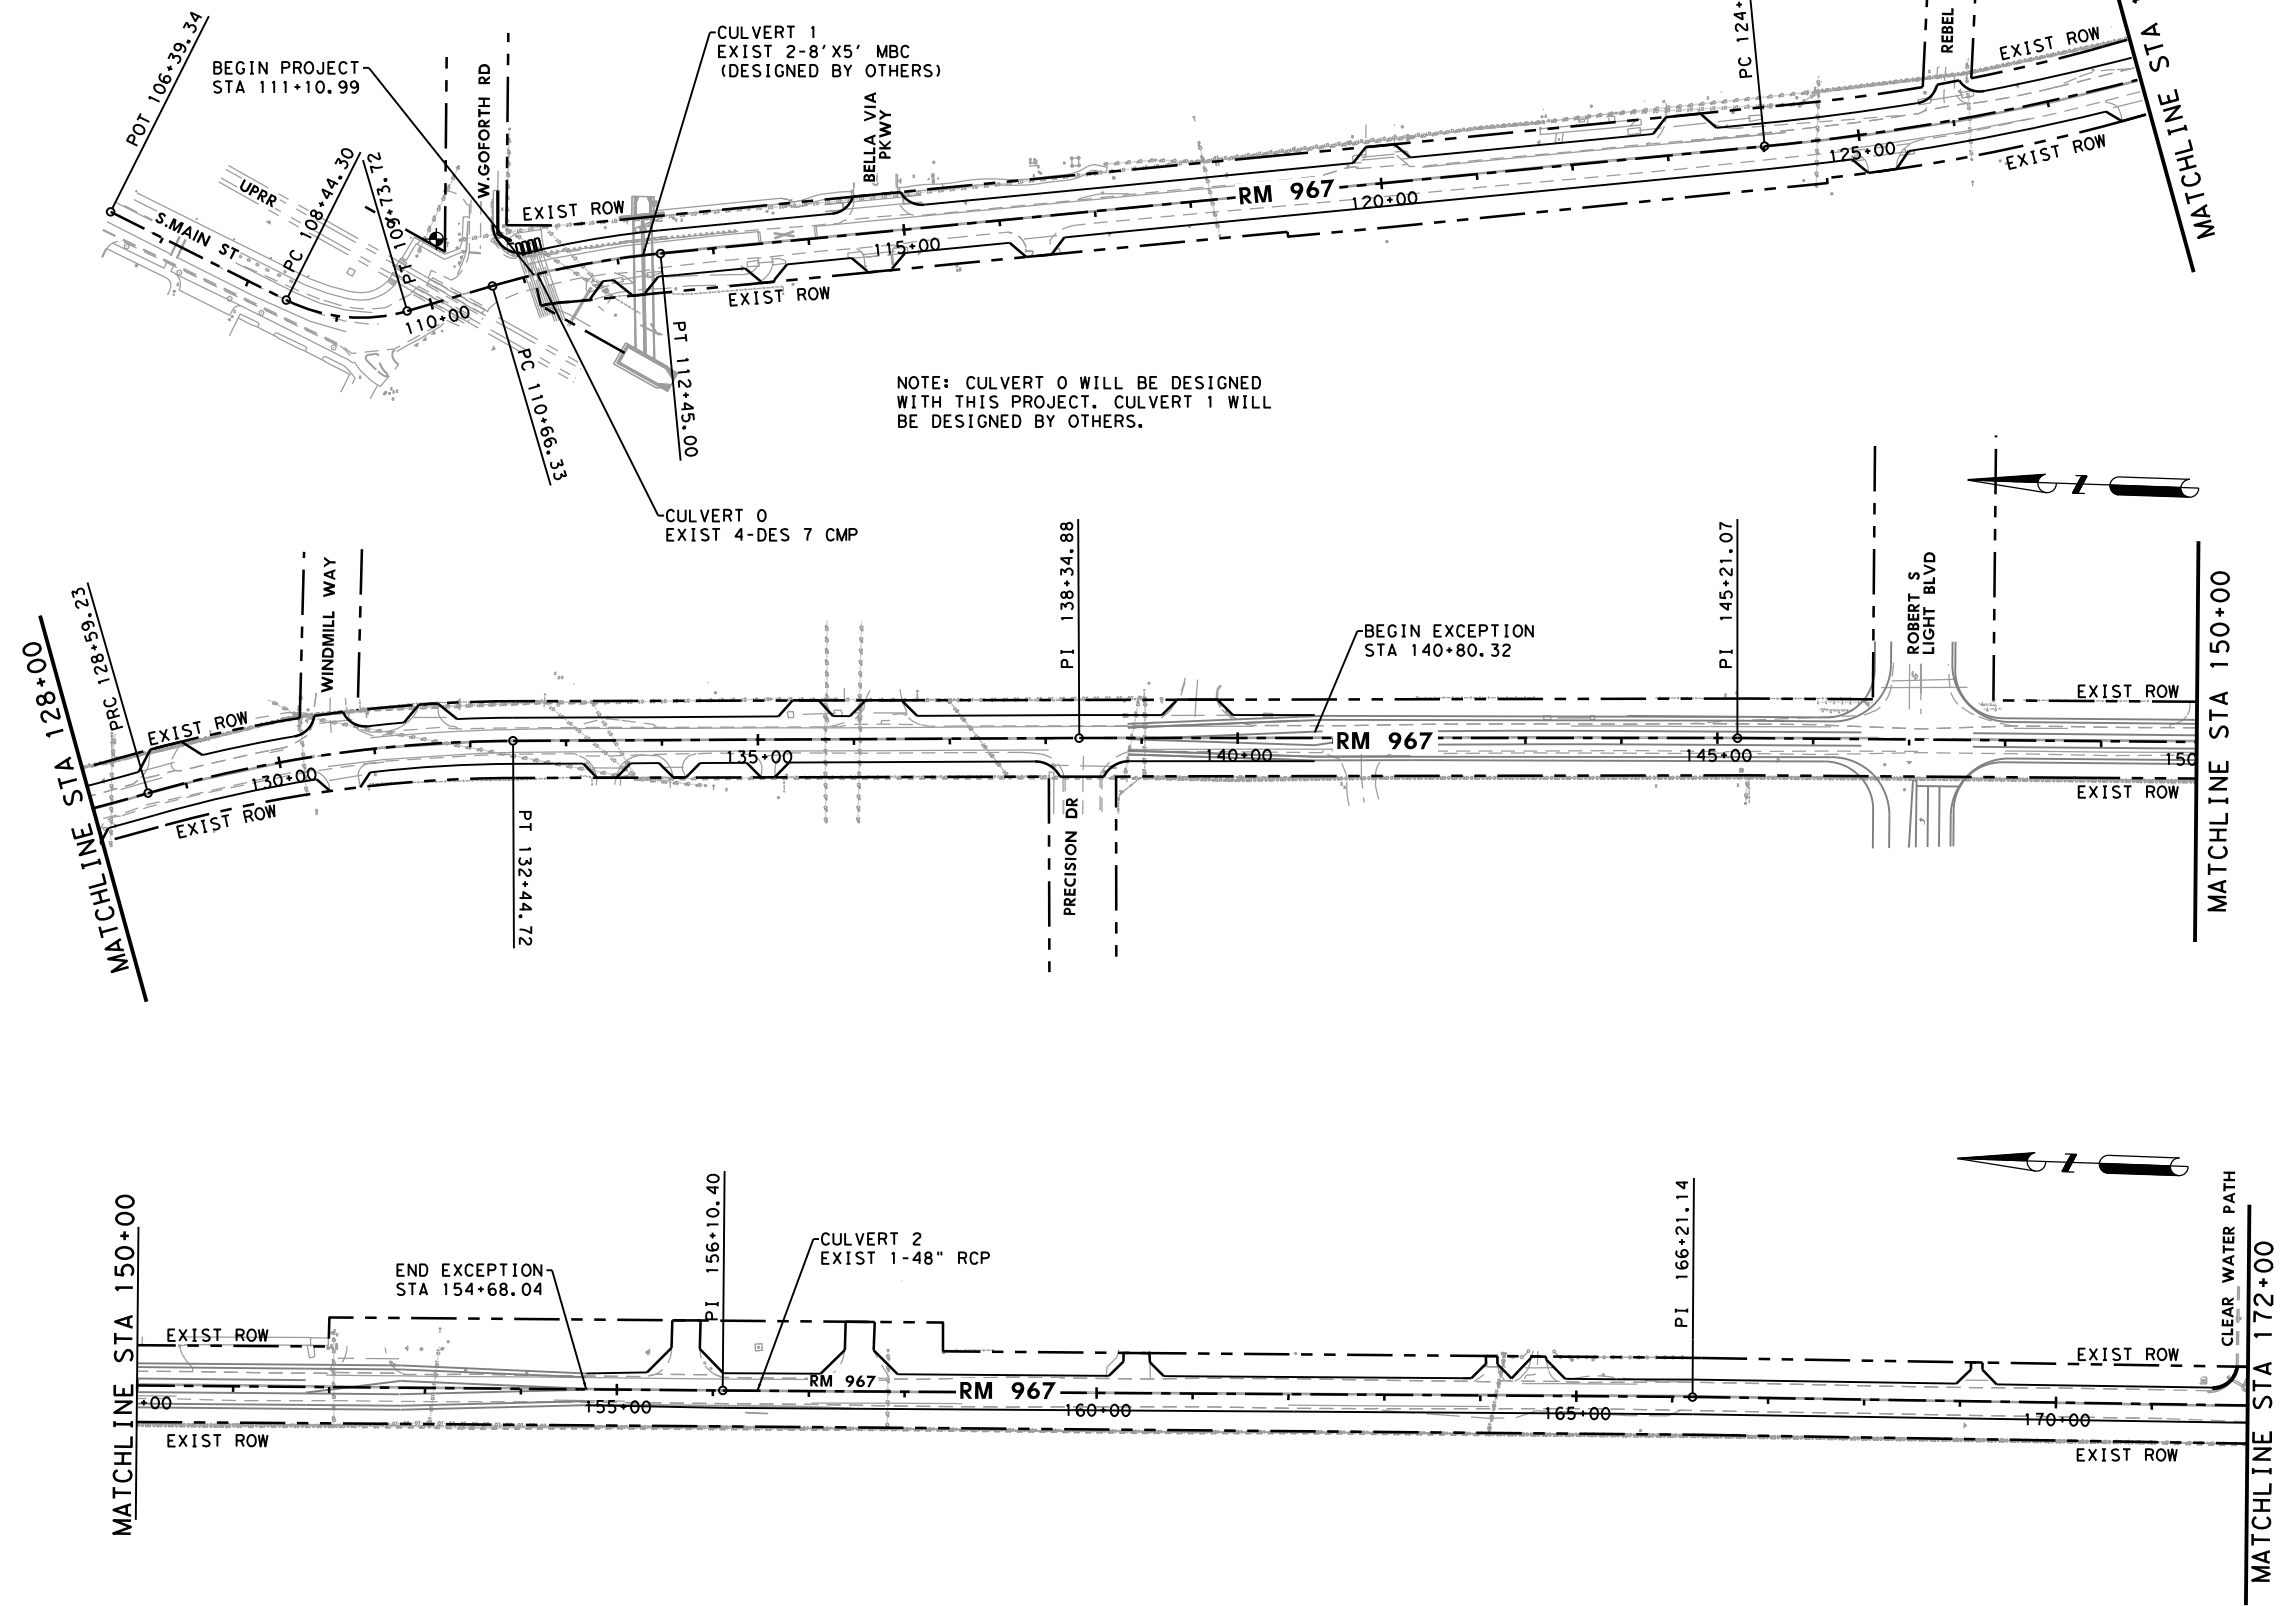 POT 106+39.34
BEGIN PROJECT
STA 111+10.99
CULVERT 1
EXIST 2-8'X5' MBC
(DESIGNED BY OTHERS)
W.GOFORTH RD
BELLA VIA
PKWY
PC 124+
REBEL
EXIST ROW
MATCHLINE STA
UPRR
S.MAIN ST
PC 108+44.30
PT 109+73.72
EXIST ROW
110+00
115+00
RM 967
120+00
125+00
EXIST ROW
EXIST ROW
PC 110+66.33
PT 112+45.00
NOTE: CULVERT 0 WILL BE DESIGNED
WITH THIS PROJECT. CULVERT 1 WILL
BE DESIGNED BY OTHERS.
CULVERT 0
EXIST 4-DES 7 CMP
Z
MATCHLINE STA 128+00
PRC 128+59.23
EXIST ROW
WINDMILL WAY
130+00
EXIST ROW
PT 132+44.72
135+00
PI 138+34.88
PRECISION DR
140+00
BEGIN EXCEPTION
STA 140+80.32
RM 967
PI 145+21.07
145+00
ROBERT S
LIGHT BLVD
EXIST ROW
150
EXIST ROW
MATCHLINE STA 150+00
Z
MATCHLINE STA 150+00
EXIST ROW
+00
EXIST ROW
END EXCEPTION
STA 154+68.04
155+00
PI 156+10.40
CULVERT 2
EXIST 1-48" RCP
RM 967
RM 967
160+00
165+00
PI 166+21.14
170+00
EXIST ROW
EXIST ROW
CLEAR WATER PATH
MATCHLINE STA 172+00